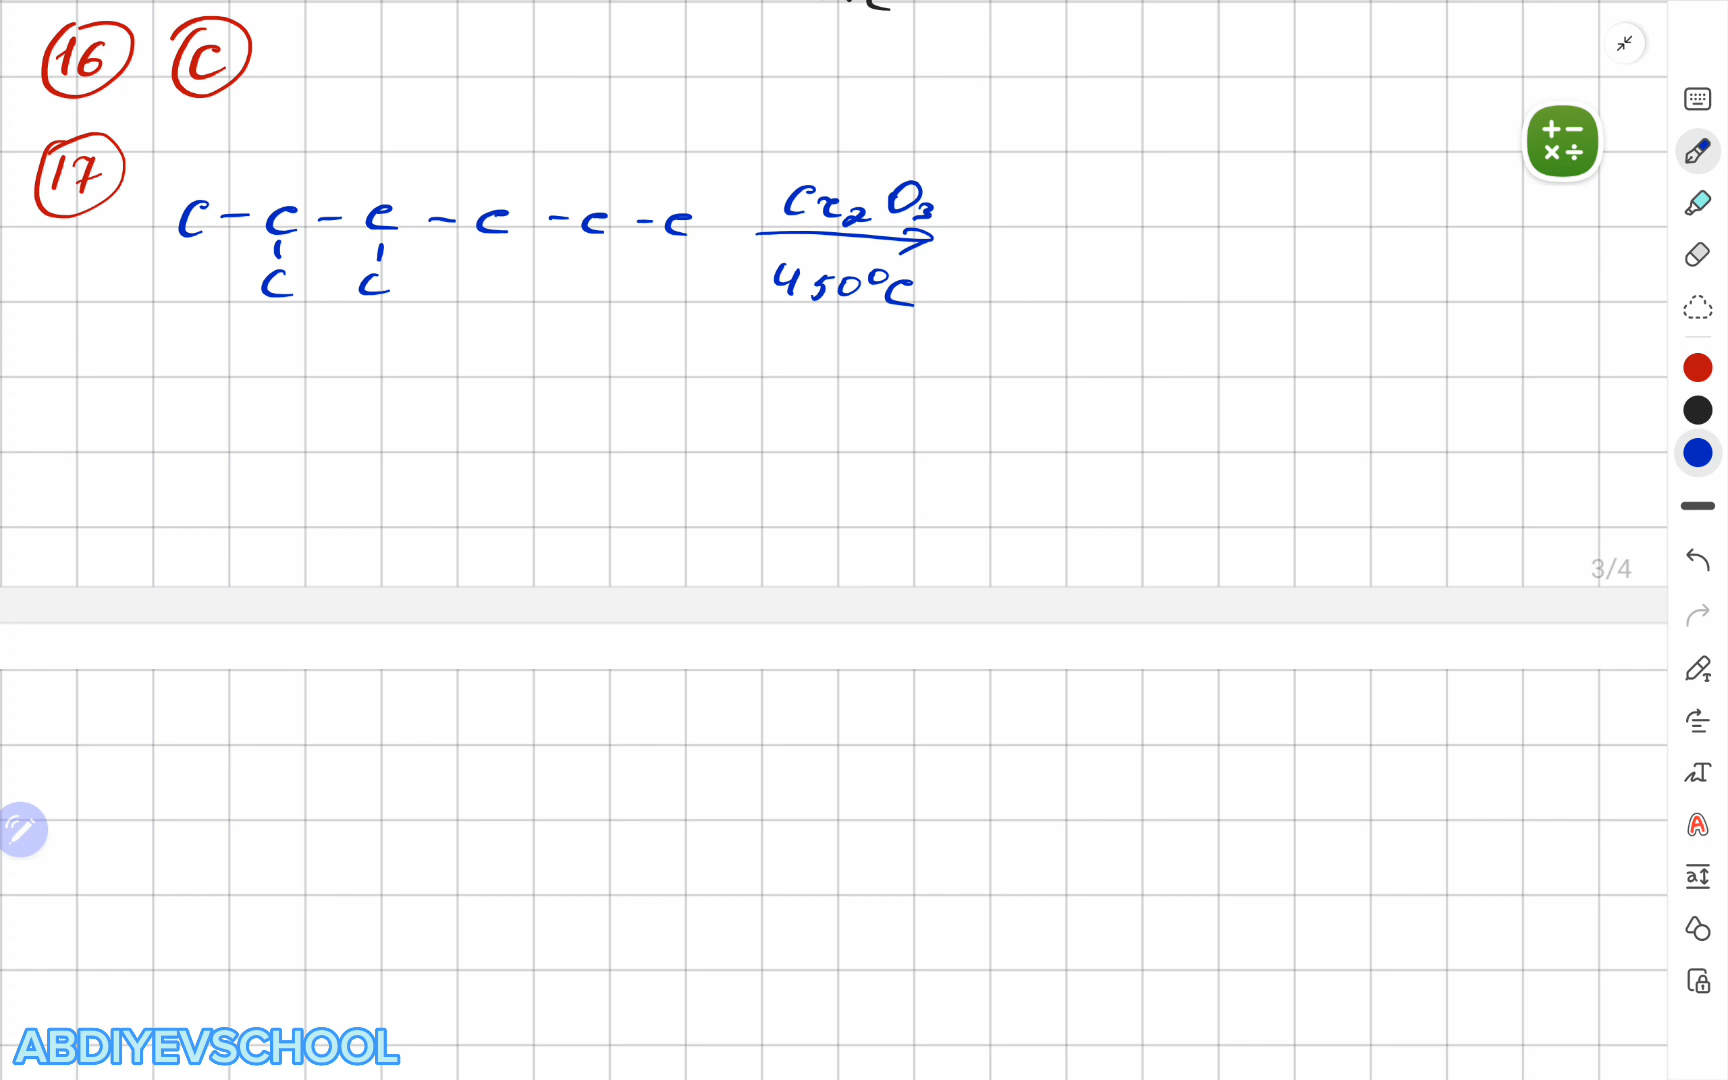 16 C
17
C - C - C - C - C - C Cr₂O₃
C C 450°C
3/4
ABDIYEVSCHOOL